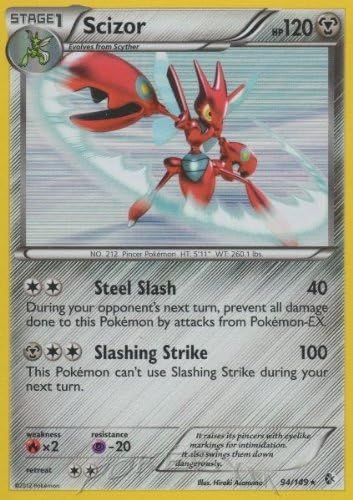 STAGE 1 Scizor HP 120
Evolves from Scyther
NO. 212 Pincer Pokémon HT: 5'11" WT: 260.1 lbs.
Steel Slash 40
During your opponent's next turn, prevent all damage
done to this Pokémon by attacks from Pokémon-EX.
Slashing Strike 100
This Pokémon can't use Slashing Strike during your
next turn.
weakness resistance
×2 -20
retreat
It raises its pincers with eyelike
markings for intimidation.
It also swings them down
dangerously.
Illus. Hiroki Asanuma 94/149 ★
©2012 Pokémon